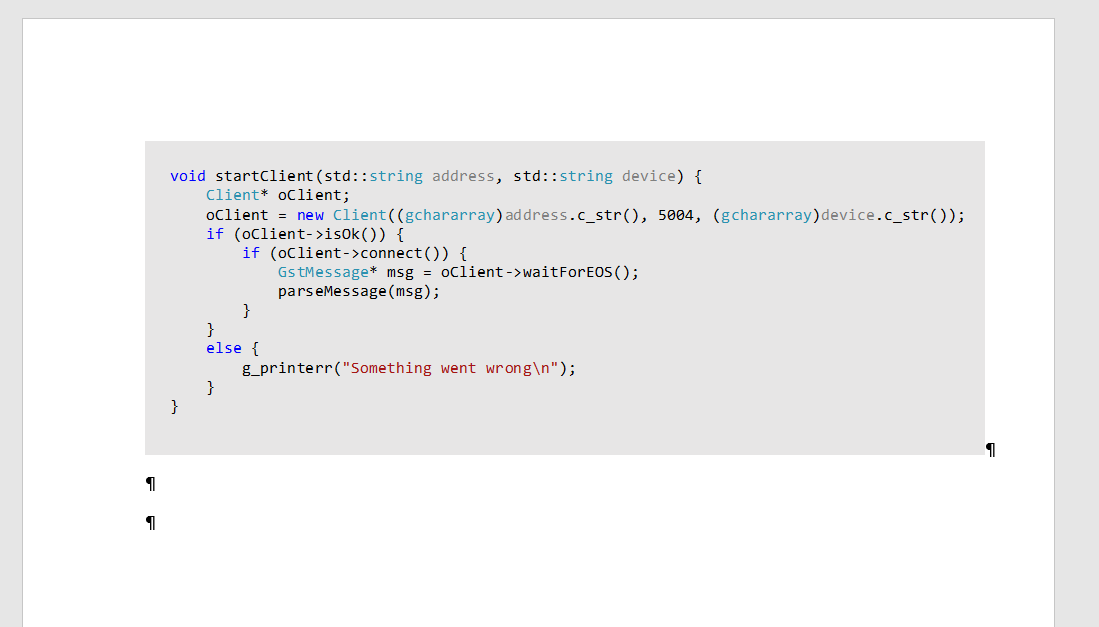 void startClient(std::string address, std::string device) {
    Client* oClient;
    oClient = new Client((gchararray)address.c_str(), 5004, (gchararray)device.c_str());
    if (oClient->isOk()) {
        if (oClient->connect()) {
            GstMessage* msg = oClient->waitForEOS();
            parseMessage(msg);
        }
    }
    else {
        g_printerr("Something went wrong\n");
    }
}
¶
¶
¶